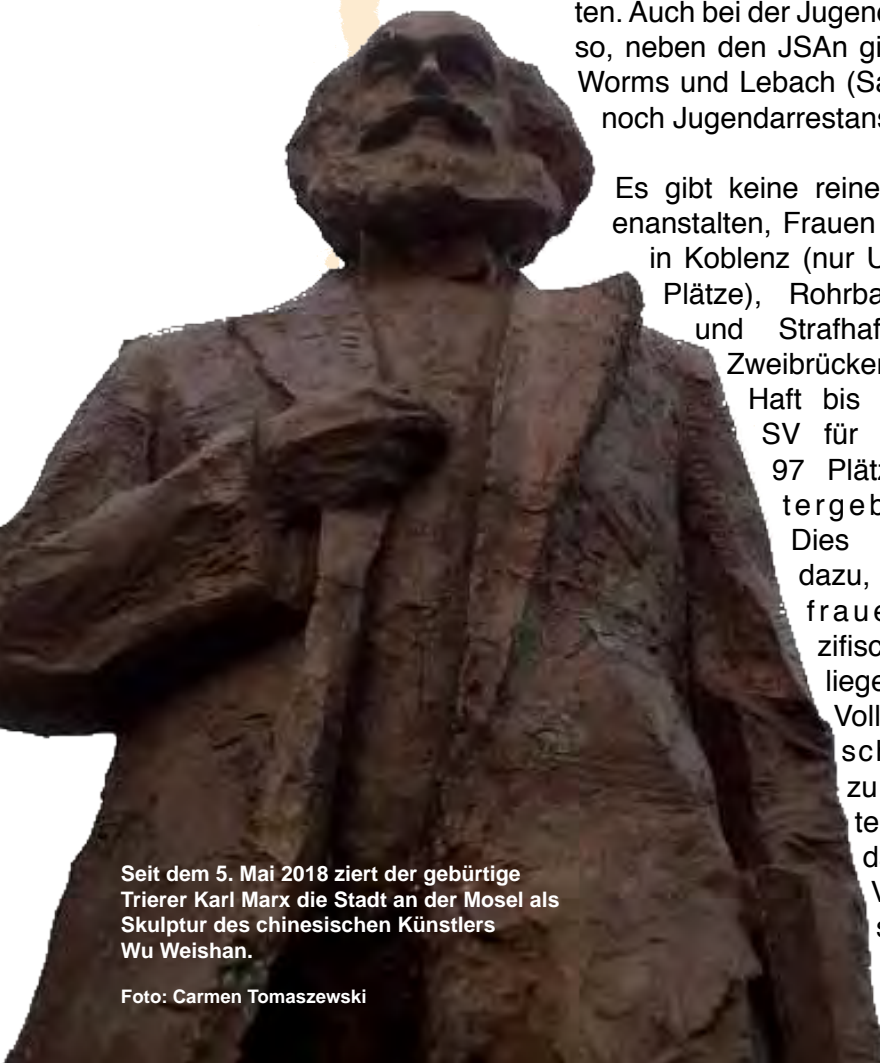 ten. Auch bei der Jugend
so, neben den JSAn gi
Worms und Lebach (Sa
noch Jugendarrestans
Es gibt keine reine
enanstalten, Frauen
in Koblenz (nur U
Plätze), Rohrba
und Strafhaf
Zweibrücken
Haft bis
SV für
97 Plätz
tergeb
Dies
dazu,
fraue
zifisc
liege
Voll
sch
zu
te
d
V
s
Seit dem 5. Mai 2018 ziert der gebürtige
Trierer Karl Marx die Stadt an der Mosel als
Skulptur des chinesischen Künstlers
Wu Weishan.
Foto: Carmen Tomaszewski